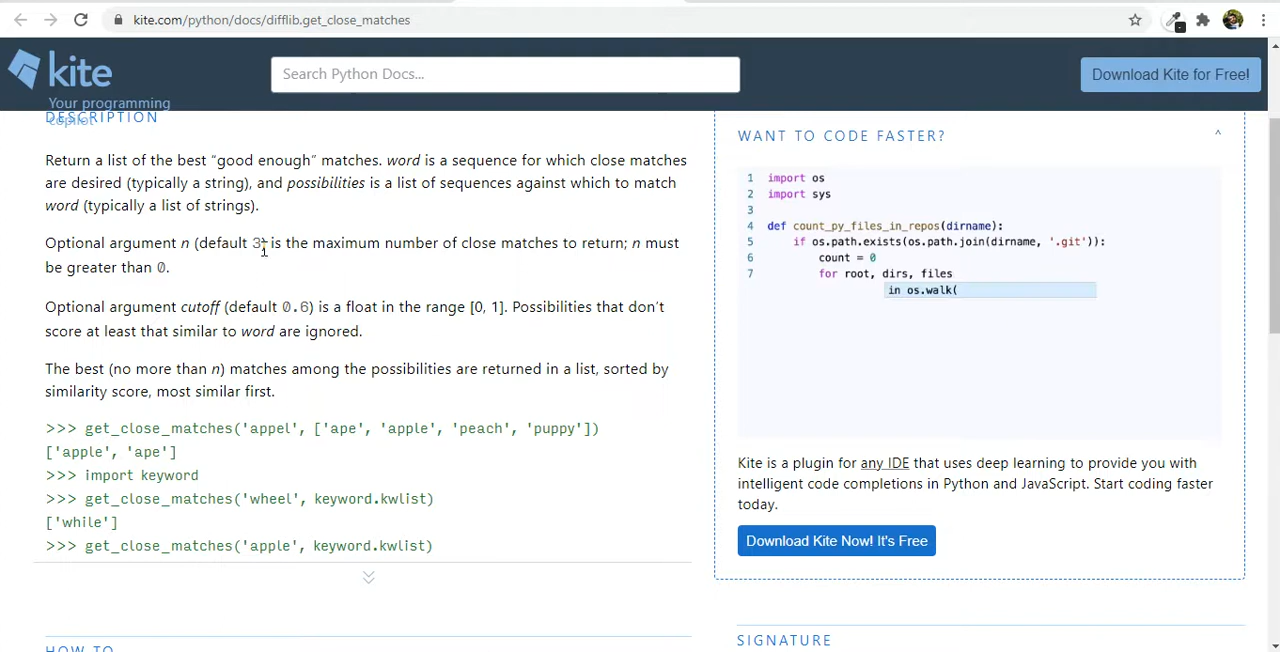 kite.com/python/docs/difflib.get_close_matches
kite
Your programming
copilot
Search Python Docs...
Download Kite for Free!
DESCRIPTION
Return a list of the best “good enough” matches. word is a sequence for which close matches
are desired (typically a string), and possibilities is a list of sequences against which to match
word (typically a list of strings).
Optional argument n (default 3) is the maximum number of close matches to return; n must
be greater than 0.
Optional argument cutoff (default 0.6) is a float in the range [0, 1]. Possibilities that don’t
score at least that similar to word are ignored.
The best (no more than n) matches among the possibilities are returned in a list, sorted by
similarity score, most similar first.
>>> get_close_matches('appel', ['ape', 'apple', 'peach', 'puppy'])
['apple', 'ape']
>>> import keyword
>>> get_close_matches('wheel', keyword.kwlist)
['while']
>>> get_close_matches('apple', keyword.kwlist)
HOW TO
WANT TO CODE FASTER?
1 import os
2 import sys
3
4 def count_py_files_in_repos(dirname):
5 if os.path.exists(os.path.join(dirname, '.git')):
6 count = 0
7 for root, dirs, files
in os.walk(
Kite is a plugin for any IDE that uses deep learning to provide you with
intelligent code completions in Python and JavaScript. Start coding faster
today.
Download Kite Now! It's Free
SIGNATURE